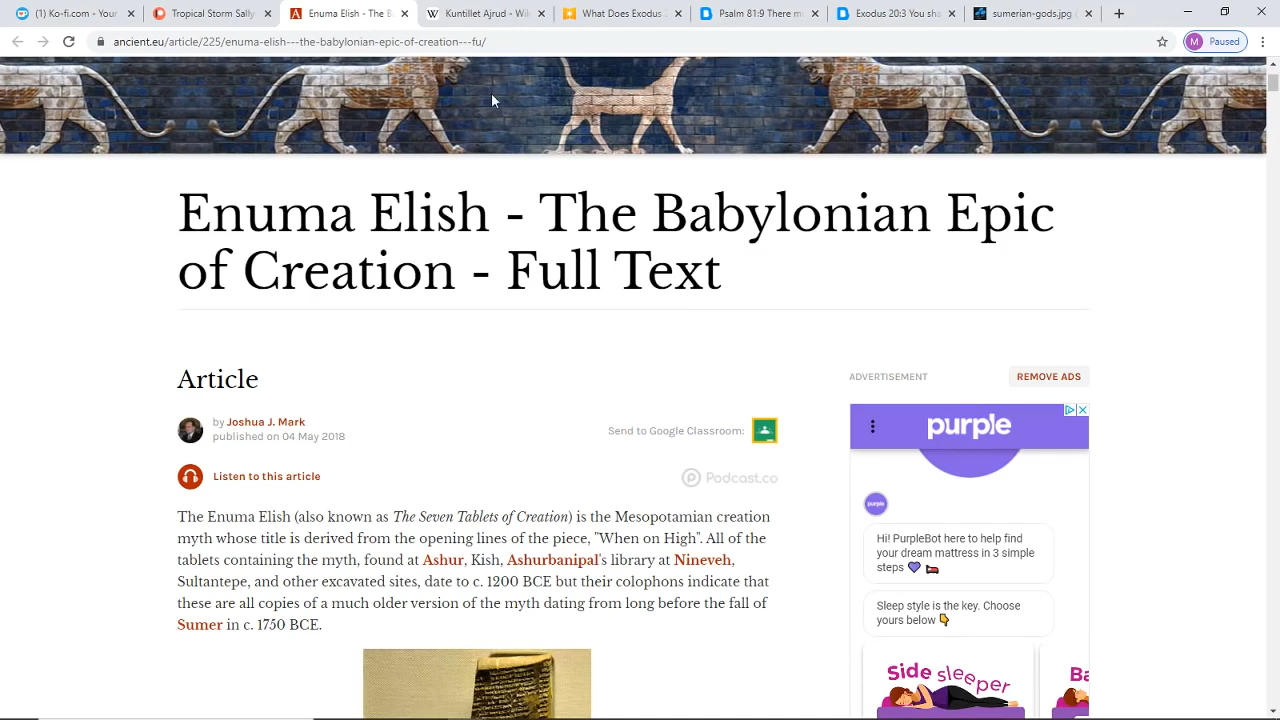 (1) Ko-fi.com - Your
Tropical Storm Sally
Enuma Elish - The B
Kuntillet Ajrud - Wi
What Does Exodus
Psalm 81:9 There m
Exodus 20:3 You sha
sumerian-gods.jpg
ancient.eu/article/225/enuma-elish---the-babylonian-epic-of-creation---fu/
M
Paused
Enuma Elish - The Babylonian Epic
of Creation - Full Text
Article
by Joshua J. Mark
published on 04 May 2018
Send to Google Classroom:
Listen to this article
Podcast.co
The Enuma Elish (also known as The Seven Tablets of Creation) is the Mesopotamian creation
myth whose title is derived from the opening lines of the piece, "When on High". All of the
tablets containing the myth, found at Ashur, Kish, Ashurbanipal's library at Nineveh,
Sultantepe, and other excavated sites, date to c. 1200 BCE but their colophons indicate that
these are all copies of a much older version of the myth dating from long before the fall of
Sumer in c. 1750 BCE.
ADVERTISEMENT
REMOVE ADS
purple
purple
Hi! PurpleBot here to help find
your dream mattress in 3 simple
steps
Sleep style is the key. Choose
yours below
Side
sleeper
Ba